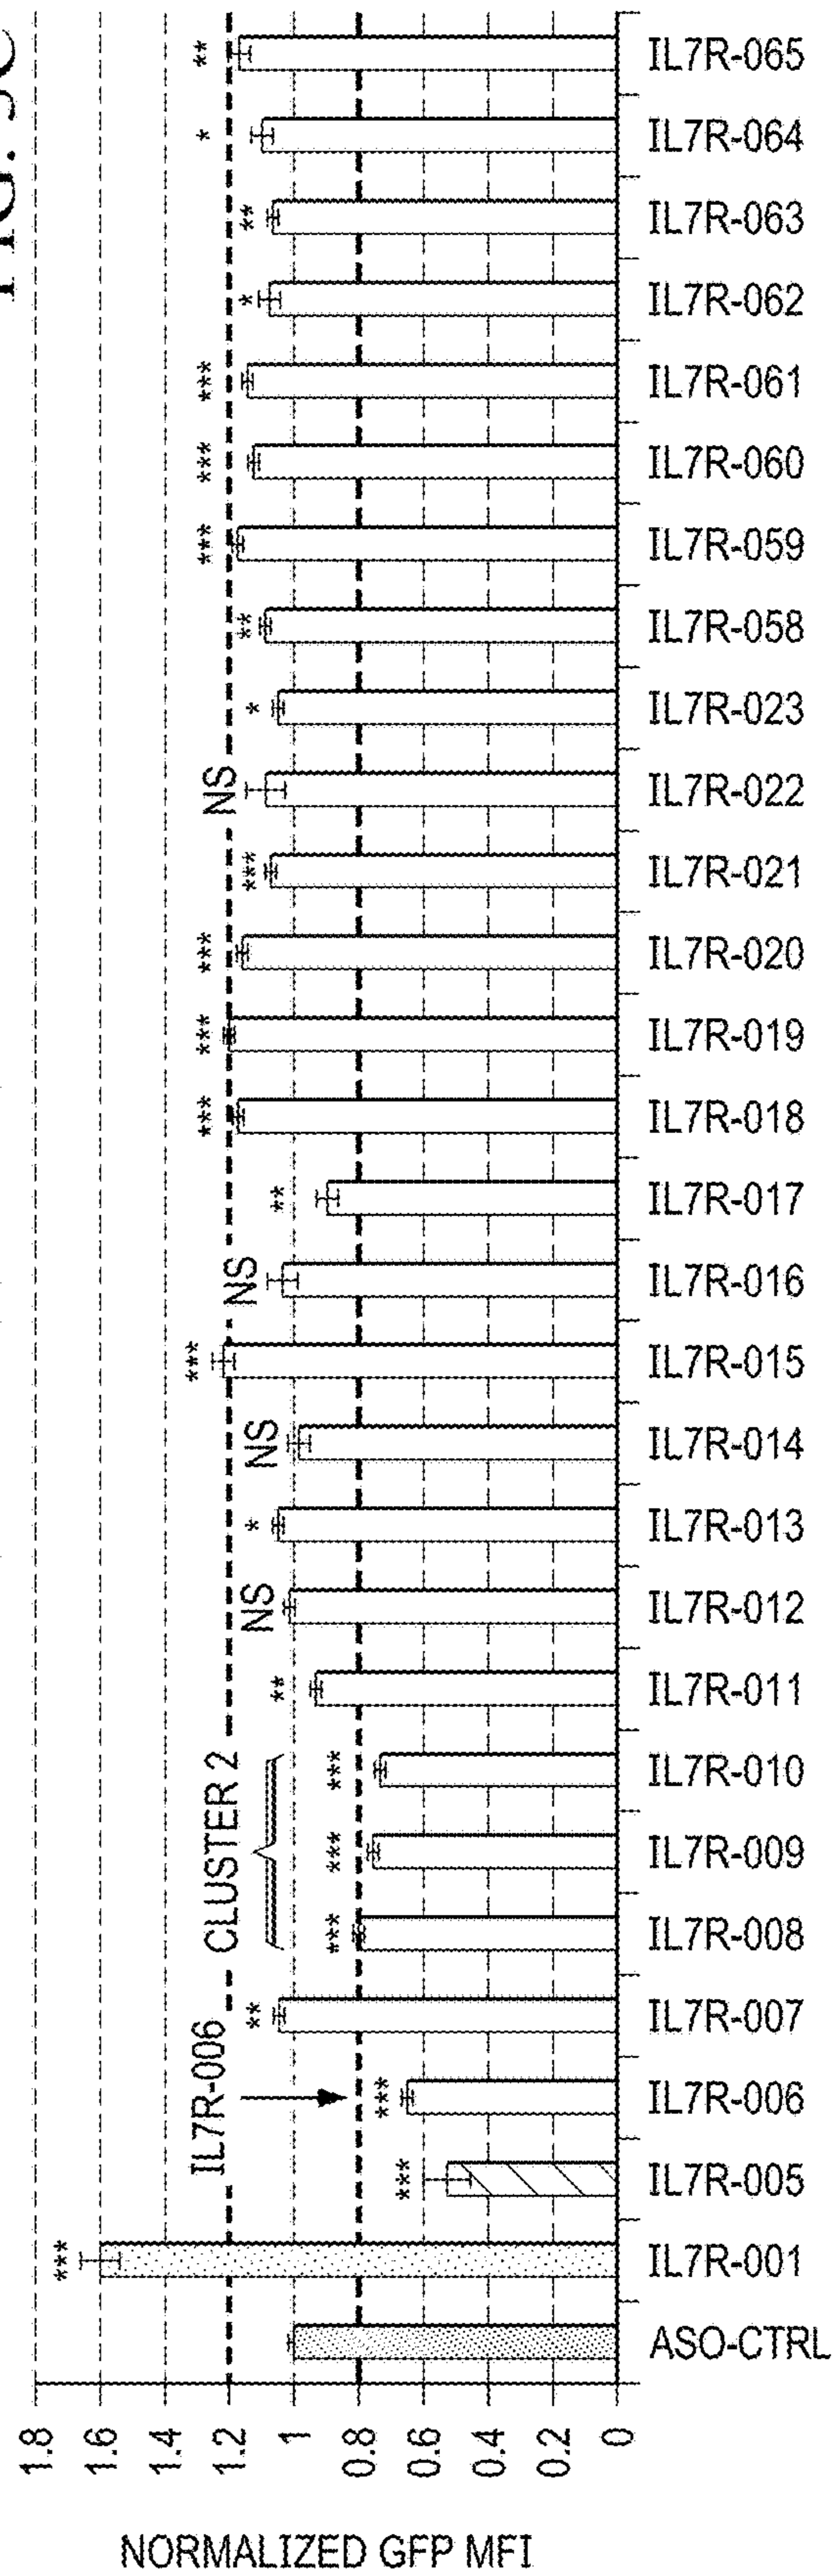 FIG.
NORMALIZED GFP MFI
1.8
1.6
1.4
1.2
1
0.8
0.6
0.4
0.2
0
IL7R-006
CLUSTER 2
***
***
***
**
***
***
***
**
NS
*
NS
***
NS
**
***
***
***
***
NS
*
**
***
***
***
*
**
*
**
ASO-CTRL
IL7R-001
IL7R-005
IL7R-006
IL7R-007
IL7R-008
IL7R-009
IL7R-010
IL7R-011
IL7R-012
IL7R-013
IL7R-014
IL7R-015
IL7R-016
IL7R-017
IL7R-018
IL7R-019
IL7R-020
IL7R-021
IL7R-022
IL7R-023
IL7R-058
IL7R-059
IL7R-060
IL7R-061
IL7R-062
IL7R-063
IL7R-064
IL7R-065